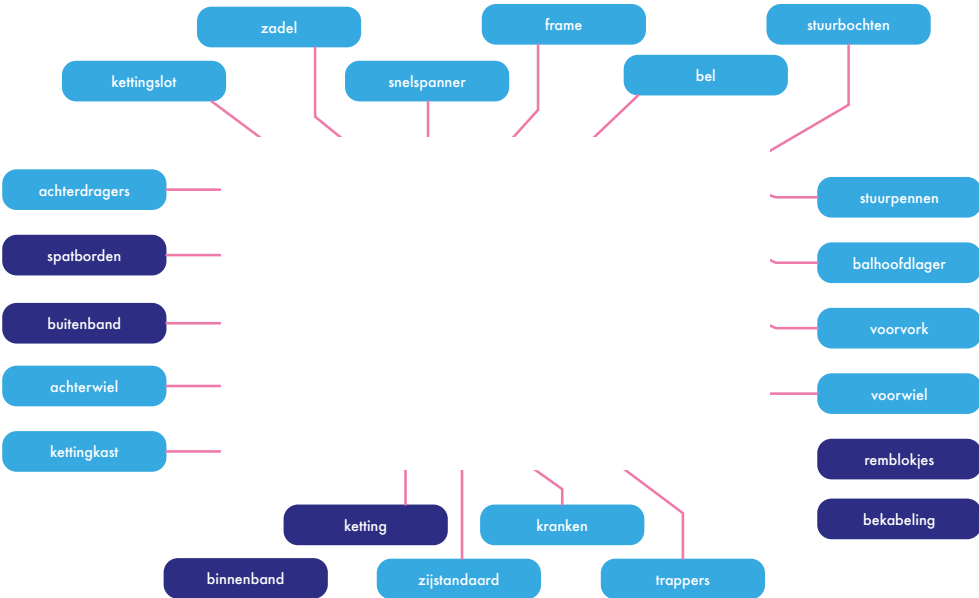 zadel
frame
stuurbochten
kettingslot
snelspanner
bel
achterdragers
stuurpennen
spatborden
balhoofdlager
buitenband
voorvork
achterwiel
voorwiel
kettingkast
remblokjes
ketting
kranken
bekabeling
binnenband
zijstandaard
trappers